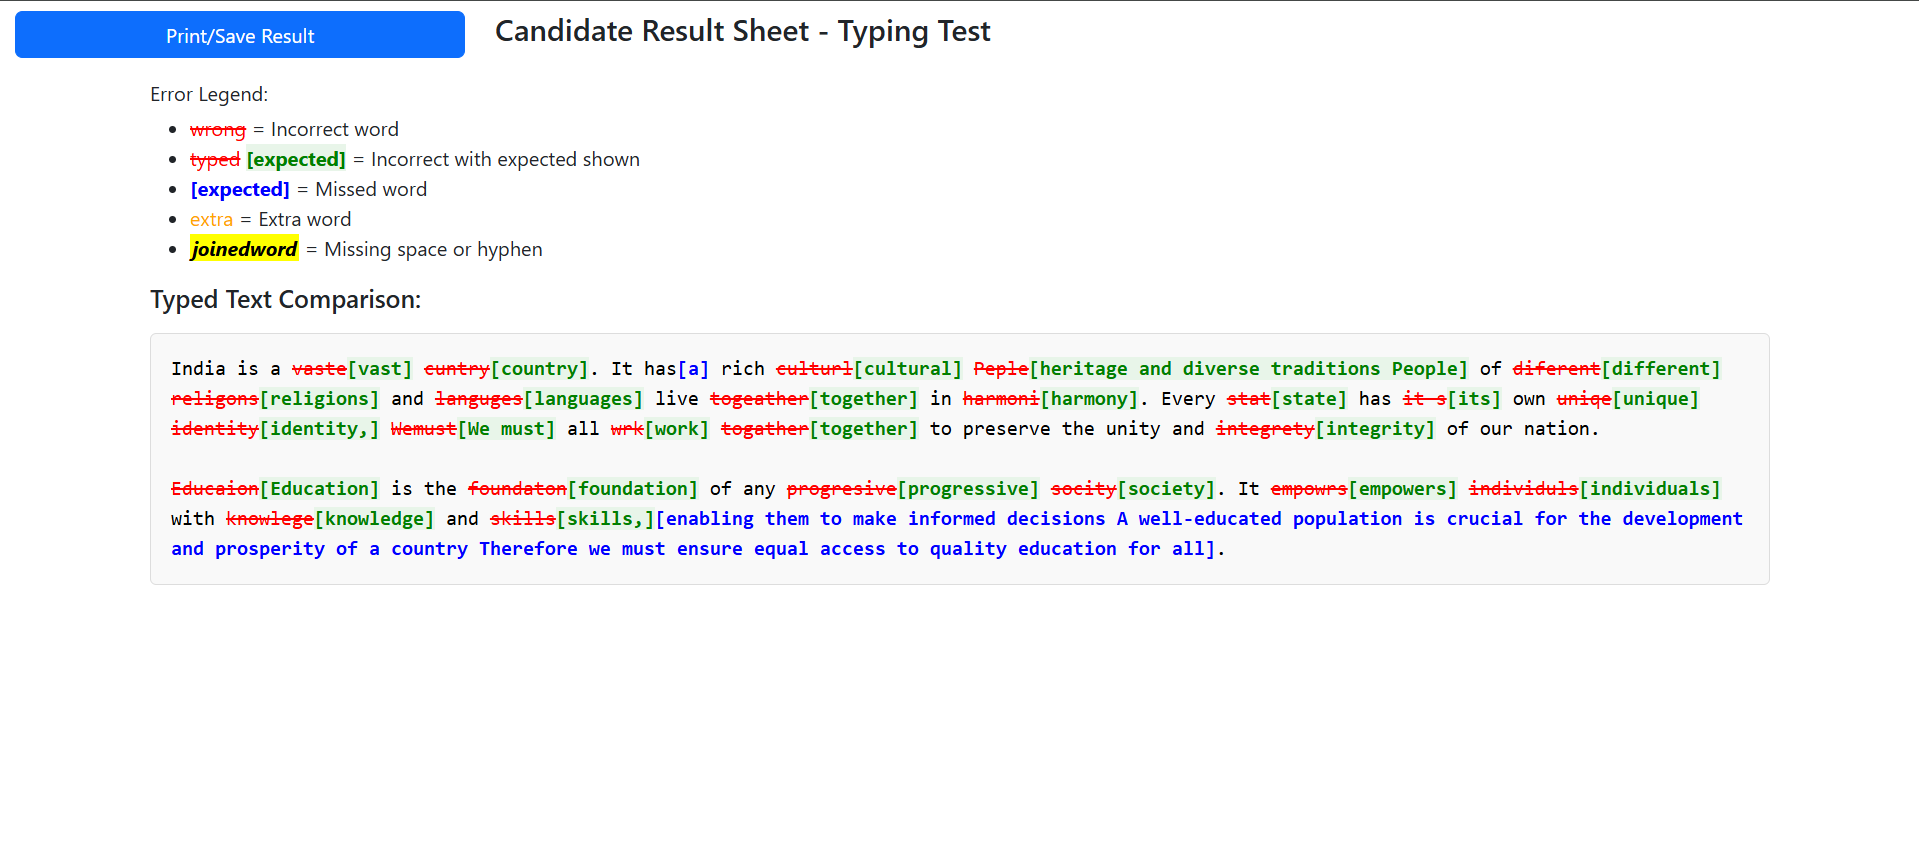 Print/Save Result
Candidate Result Sheet - Typing Test
Error Legend:
wrong = Incorrect word
typed [expected] = Incorrect with expected shown
[expected] = Missed word
extra = Extra word
joinedword = Missing space or hyphen
Typed Text Comparison:
India is a vaste[vast] cuntry[country]. It has[a] rich culturl[cultural] Peple[heritage and diverse traditions People] of diferent[different]
religons[religions] and languges[languages] live togeather[together] in harmoni[harmony]. Every stat[state] has it s[its] own uniqe[unique]
identity[identity,] Wemust[We must] all wrk[work] togather[together] to preserve the unity and integrety[integrity] of our nation.
Educaion[Education] is the foundaton[foundation] of any progresive[progressive] socity[society]. It empowrs[empowers] individuls[individuals]
with knowlege[knowledge] and skills[skills,][enabling them to make informed decisions A well-educated population is crucial for the development
and prosperity of a country Therefore we must ensure equal access to quality education for all].